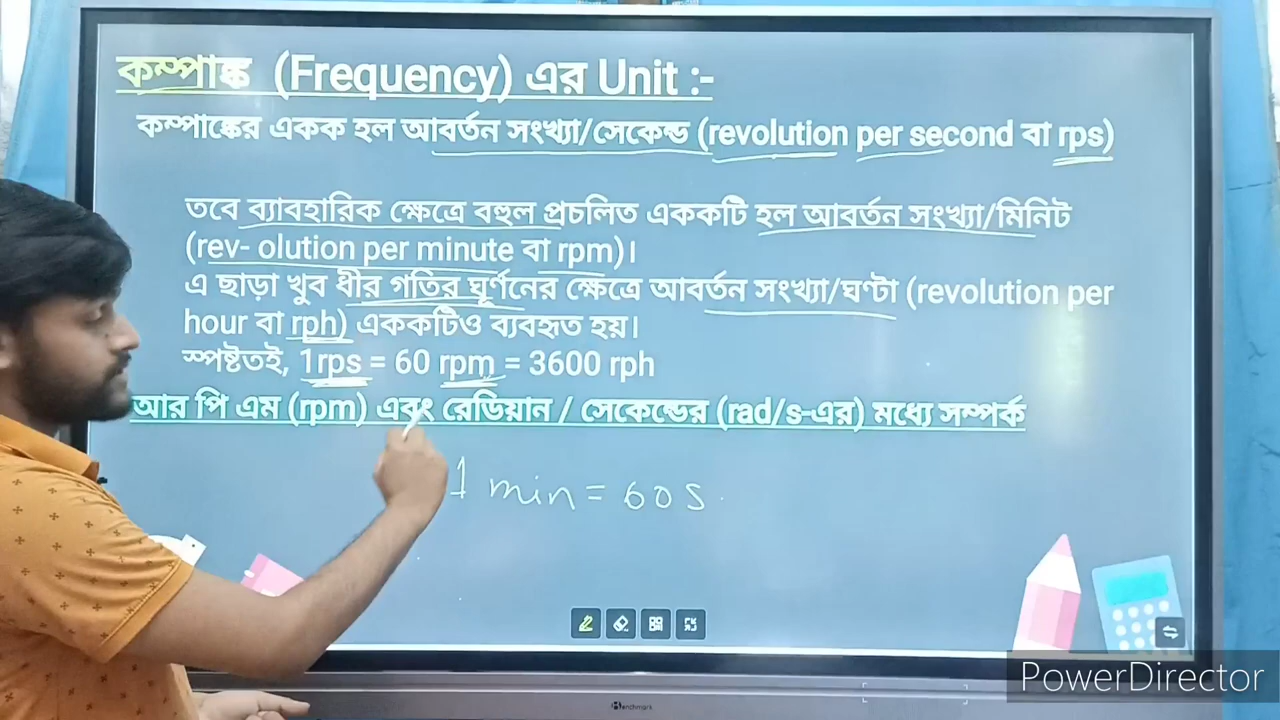 কম্পাঙ্ক (Frequency) এর Unit :-
কম্পাঙ্কের একক হল আবর্তন সংখ্যা/সেকেন্ড (revolution per second বা rps)
তবে ব্যাবহারিক ক্ষেত্রে বহুল প্রচলিত এককটি হল আবর্তন সংখ্যা/মিনিট
(rev- olution per minute বা rpm)।
এ ছাড়া খুব ধীর গতির ঘূর্ণনের ক্ষেত্রে আবর্তন সংখ্যা/ঘণ্টা (revolution per
hour বা rph) এককটিও ব্যবহৃত হয়।
স্পষ্টতই, 1rps = 60 rpm = 3600 rph
আর পি এম (rpm) এবং রেডিয়ান / সেকেন্ডের (rad/s-এর) মধ্যে সম্পর্ক
1 min = 60 s
PowerDirector
Benchmark